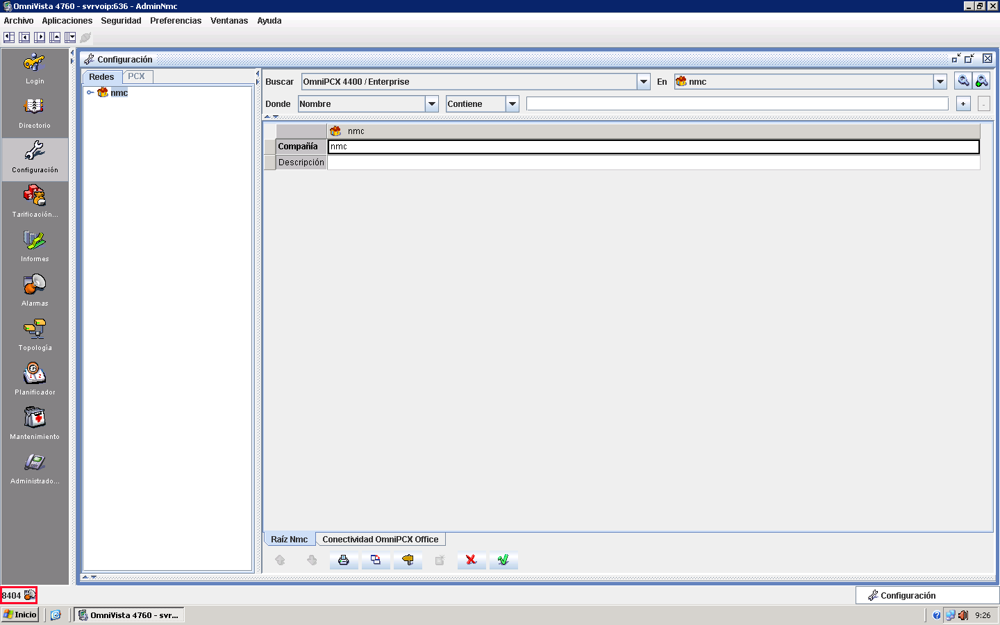 OmniVista 4760 - svrvoip:636 - AdminNmc
Archivo Aplicaciones Seguridad Preferencias Ventanas Ayuda
Login
Directorio
Configuración
Tarificación...
Informes
Alarmas
Topología
Planificador
Mantenimiento
Administrado...
Configuración
Redes PCX
nmc
Buscar OmniPCX 4400 / Enterprise En nmc
Donde Nombre Contiene + -
nmc
Compañía nmc
Descripción
Raíz Nmc Conectividad OmniPCX Office
8404 Configuración
Inicio OmniVista 4760 - svr... 9:26